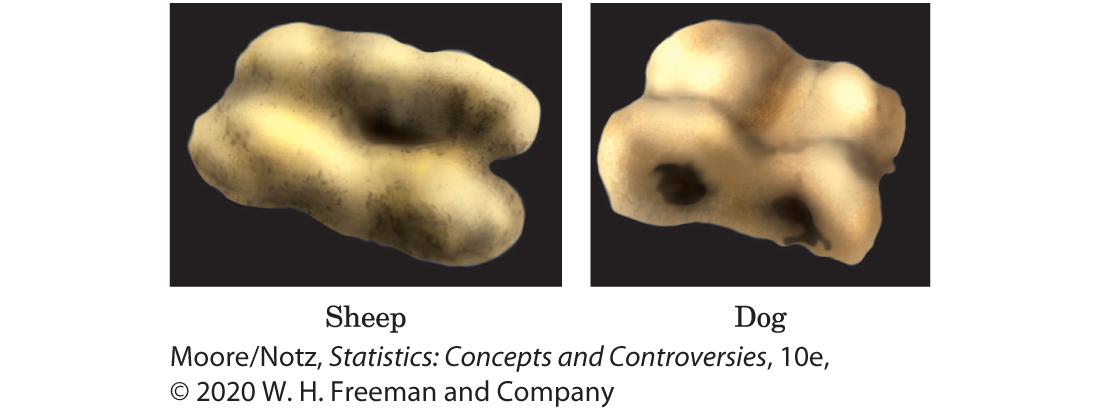 Sheep
Dog
Moore/Notz, Statistics: Concepts and Controversies, 10e,
© 2020 W. H. Freeman and Company